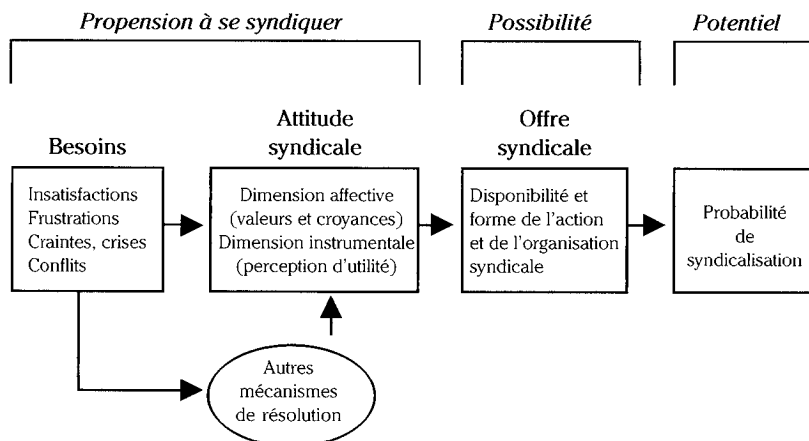 Propension à se syndiquer
Possibilité
Potentiel
Besoins
Insatisfactions
Frustrations
Craintes, crises
Conflits
Attitude
syndicale
Dimension affective
(valeurs et croyances)
Dimension instrumentale
(perception d'utilité)
Offre
syndicale
Disponibilité et
forme de l'action
et de l'organisation
syndicale
Probabilité
de
syndicalisation
Autres
mécanismes
de résolution